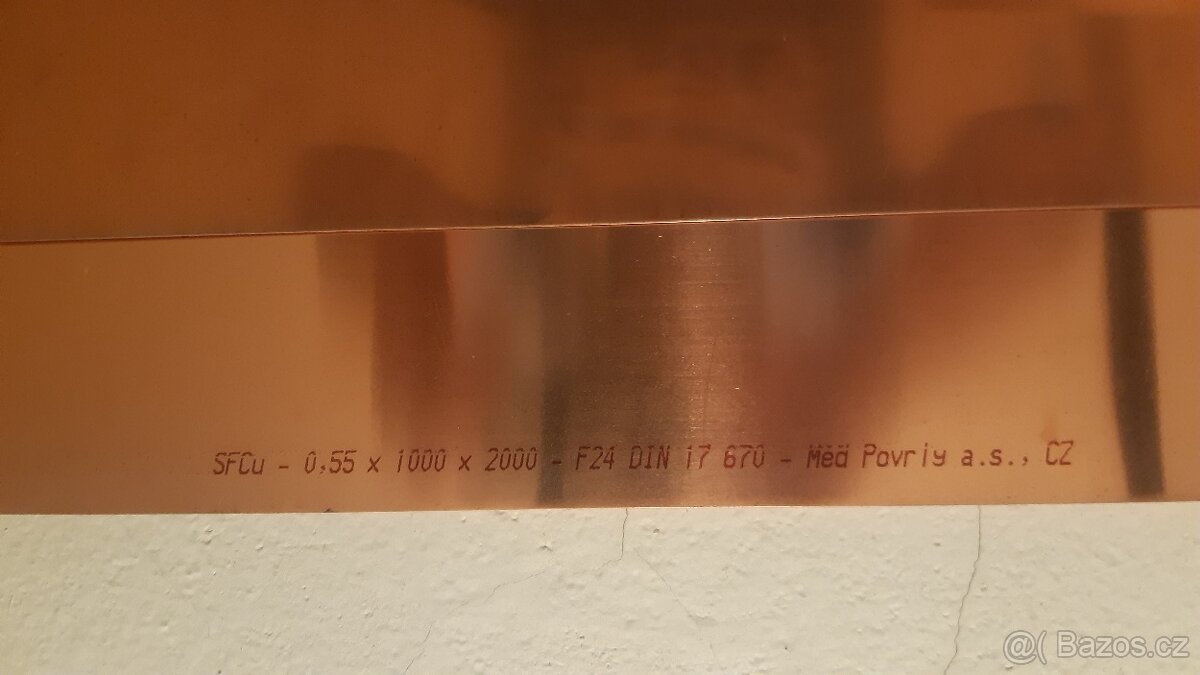 SFCu - 0,55 x 1000 x 2000 - F24 DIN 17 670 - Měď Povrly a.s., CZ
@( Bazos.cz